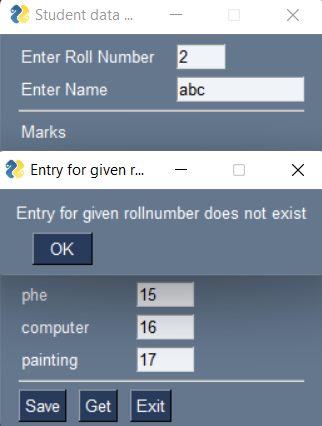 Student data ...
Enter Roll Number 2
Enter Name abc
Marks
Entry for given r...
Entry for given rollnumber does not exist
OK
phe 15
computer 16
painting 17
Save Get Exit